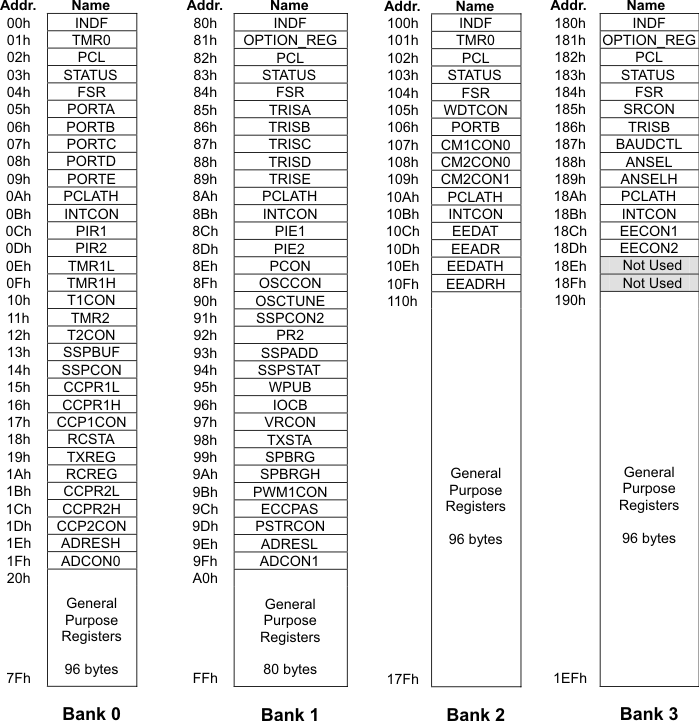 Addr. Name Addr. Name Addr. Name Addr. Name
00h INDF 80h INDF 100h INDF 180h INDF
01h TMR0 81h OPTION_REG 101h TMR0 181h OPTION_REG
02h PCL 82h PCL 102h PCL 182h PCL
03h STATUS 83h STATUS 103h STATUS 183h STATUS
04h FSR 84h FSR 104h FSR 184h FSR
05h PORTA 85h TRISA 105h WDTCON 185h SRCON
06h PORTB 86h TRISB 106h PORTB 186h TRISB
07h PORTC 87h TRISC 107h CM1CON0 187h BAUDCTL
08h PORTD 88h TRISD 108h CM2CON0 188h ANSEL
09h PORTE 89h TRISE 109h CM2CON1 189h ANSELH
0Ah PCLATH 8Ah PCLATH 10Ah PCLATH 18Ah PCLATH
0Bh INTCON 8Bh INTCON 10Bh INTCON 18Bh INTCON
0Ch PIR1 8Ch PIE1 10Ch EEDAT 18Ch EECON1
0Dh PIR2 8Dh PIE2 10Dh EEADR 18Dh EECON2
0Eh TMR1L 8Eh PCON 10Eh EEDATH 18Eh Not Used
0Fh TMR1H 8Fh OSCCON 10Fh EEADRH 18Fh Not Used
10h T1CON 90h OSCTUNE 110h 190h
11h TMR2 91h SSPCON2
12h T2CON 92h PR2
13h SSPBUF 93h SSPADD
14h SSPCON 94h SSPSTAT
15h CCPR1L 95h WPUB
16h CCPR1H 96h IOCB
17h CCP1CON 97h VRCON
18h RCSTA 98h TXSTA
19h TXREG 99h SPBRG
1Ah RCREG 9Ah SPBRGH General General
1Bh CCPR2L 9Bh PWM1CON Purpose Purpose
1Ch CCPR2H 9Ch ECCPAS Registers Registers
1Dh CCP2CON 9Dh PSTRCON
1Eh ADRESH 9Eh ADRESL 96 bytes 96 bytes
1Fh ADCON0 9Fh ADCON1
20h A0h
General General
Purpose Purpose
Registers Registers
96 bytes 80 bytes
7Fh FFh 17Fh 1EFh
Bank 0 Bank 1 Bank 2 Bank 3